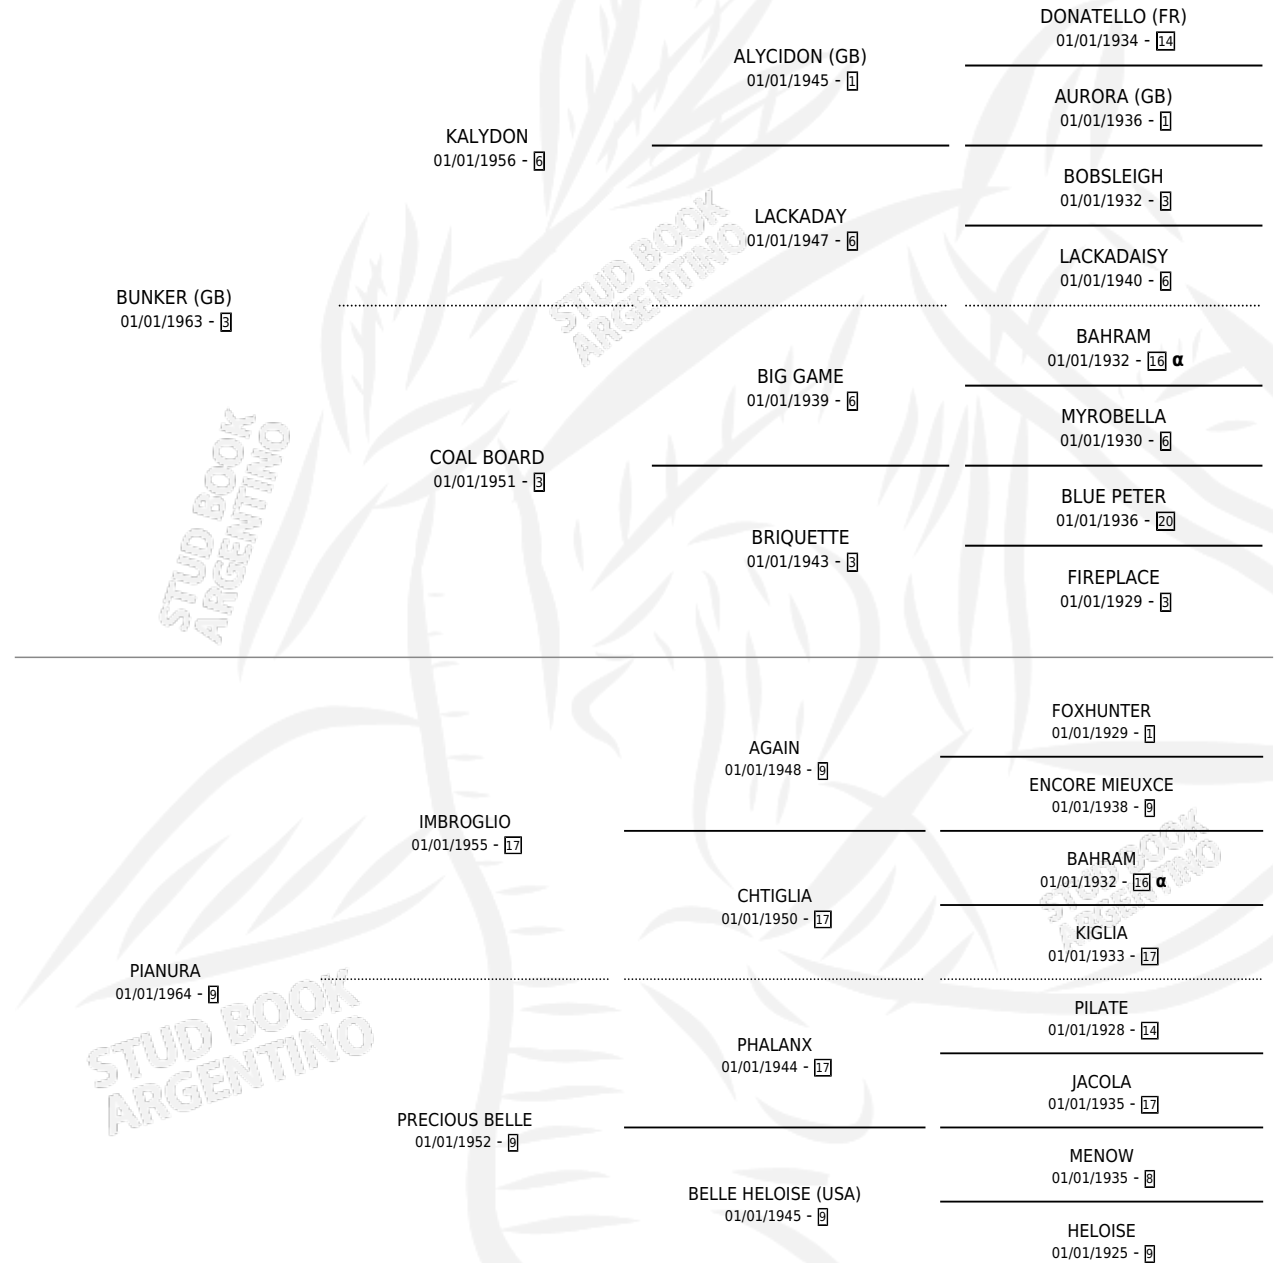 DONATELLO (FR)
01/01/1934 - 14
ALYCIDON (GB)
01/01/1945 - 1
AURORA (GB)
01/01/1936 - 1
KALYDON
01/01/1956 - 6
BOBSLEIGH
01/01/1932 - 3
LACKADAY
01/01/1947 - 6
LACKADAISY
01/01/1940 - 6
STUD BOOK
ARGENTINO
BUNKER (GB)
01/01/1963 - 3
BAHRAM
01/01/1932 - 16 α
BIG GAME
01/01/1939 - 6
MYROBELLA
01/01/1930 - 6
COAL BOARD
01/01/1951 - 3
BLUE PETER
01/01/1936 - 20
BRIQUETTE
01/01/1943 - 3
FIREPLACE
01/01/1929 - 3
STUD BOOK
ARGENTINO
FOXHUNTER
01/01/1929 - 1
AGAIN
01/01/1948 - 9
ENCORE MIEUXCE
01/01/1938 - 9
IMBROGLIO
01/01/1955 - 17
BAHRAM
01/01/1932 - 16 α
CHTIGLIA
01/01/1950 - 17
KIGLIA
01/01/1933 - 17
STUD BOOK
ARGENTINO
PIANURA
01/01/1964 - 9
PILATE
01/01/1928 - 14
PHALANX
01/01/1944 - 17
JACOLA
01/01/1935 - 17
STUD BOOK
ARGENTINO
PRECIOUS BELLE
01/01/1952 - 9
MENOW
01/01/1935 - 8
BELLE HELOISE (USA)
01/01/1945 - 9
HELOISE
01/01/1925 - 9